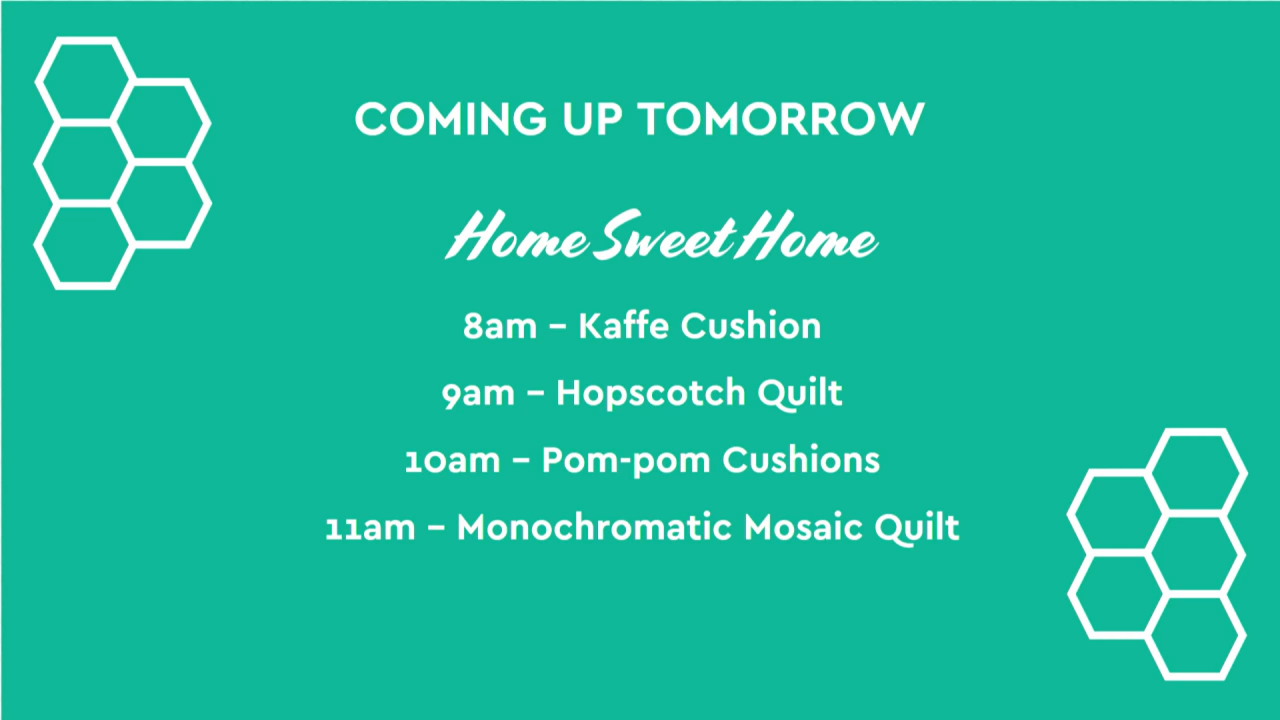 COMING UP TOMORROW
Home Sweet Home
8am – Kaffe Cushion
9am – Hopscotch Quilt
10am – Pom-pom Cushions
11am – Monochromatic Mosaic Quilt